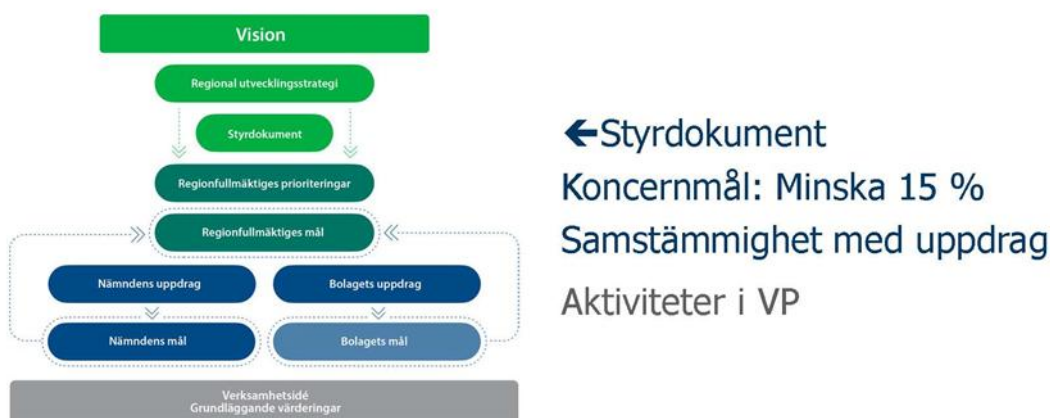 Vision
Regional utvecklingsstrategi
Styrdokument
Regionfullmäktiges prioriteringar
Regionfullmäktiges mål
Nämndens uppdrag
Bolagets uppdrag
Nämndens mål
Bolagets mål
Verksamhetsidé
Grundläggande värderingar
←Styrdokument
Koncernmål: Minska 15 %
Samstämmighet med uppdrag
Aktiviteter i VP